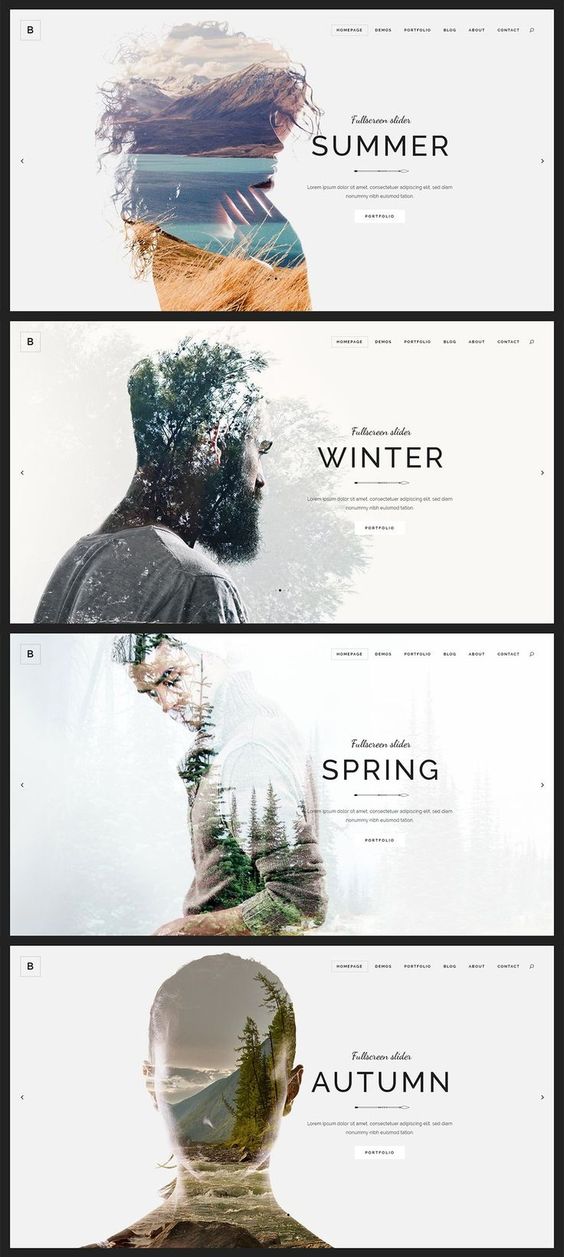 B
HOMEPAGE DEMOS PORTFOLIO BLOG ABOUT CONTACT
Fullscreen slider
SUMMER
Lorem ipsum dolor sit amet, consectetuer adipiscing elit, sed diam
nonummy nibh euismod tation.
PORTFOLIO
B
HOMEPAGE DEMOS PORTFOLIO BLOG ABOUT CONTACT
Fullscreen slider
WINTER
Lorem ipsum dolor sit amet, consectetuer adipiscing elit, sed diam
nonummy nibh euismod tation.
PORTFOLIO
B
HOMEPAGE DEMOS PORTFOLIO BLOG ABOUT CONTACT
Fullscreen slider
SPRING
Lorem ipsum dolor sit amet, consectetuer adipiscing elit, sed diam
nonummy nibh euismod tation.
PORTFOLIO
B
HOMEPAGE DEMOS PORTFOLIO BLOG ABOUT CONTACT
Fullscreen slider
AUTUMN
Lorem ipsum dolor sit amet, consectetuer adipiscing elit, sed diam
nonummy nibh euismod tation.
PORTFOLIO